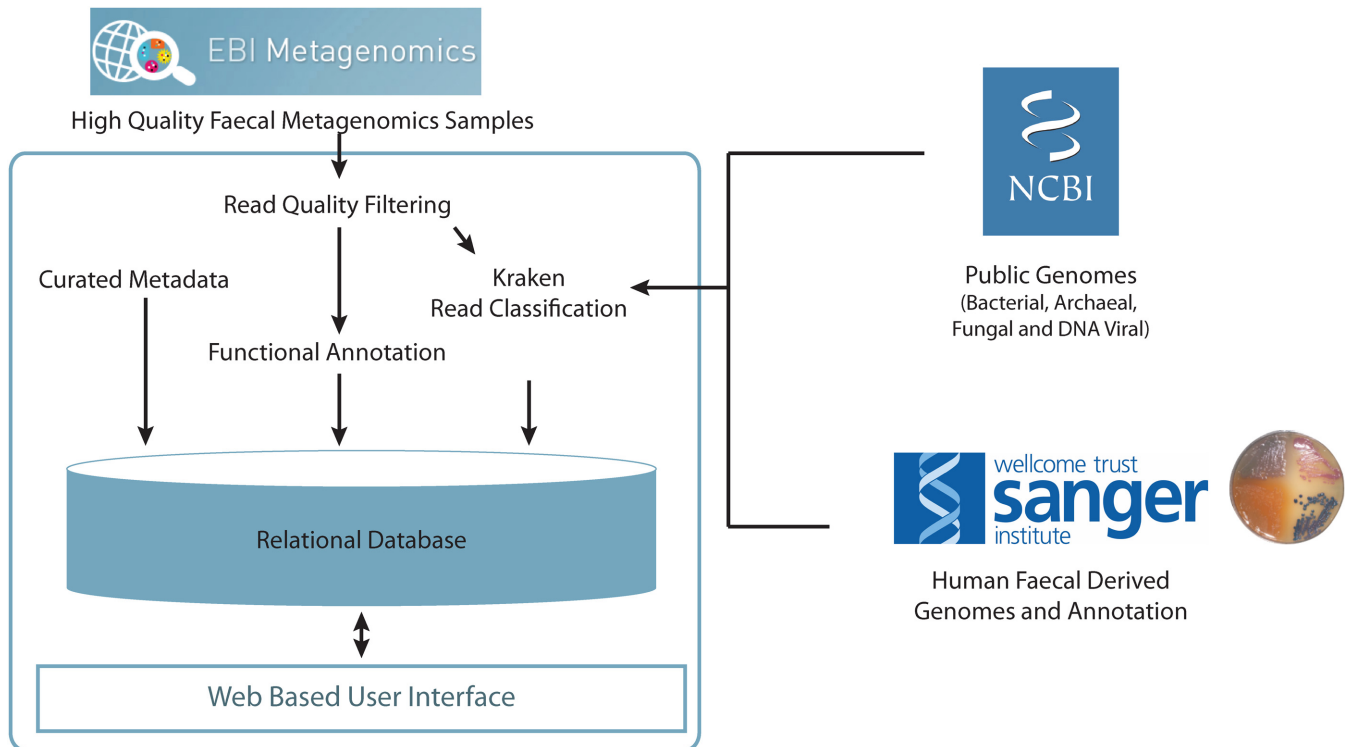 EBI Metagenomics
High Quality Faecal Metagenomics Samples
Read Quality Filtering
Curated Metadata
Kraken
Read Classification
Functional Annotation
Relational Database
Web Based User Interface
NCBI
Public Genomes
(Bacterial, Archaeal,
Fungal and DNA Viral)
wellcome trust
sanger
institute
Human Faecal Derived
Genomes and Annotation